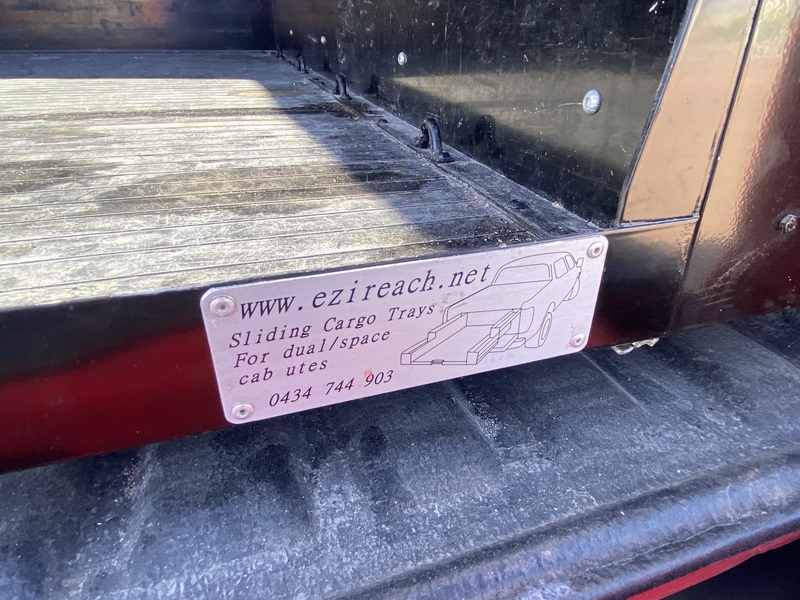 www.ezireach.net
Sliding Cargo Trays
For dual/space
cab utes
0434 744 903